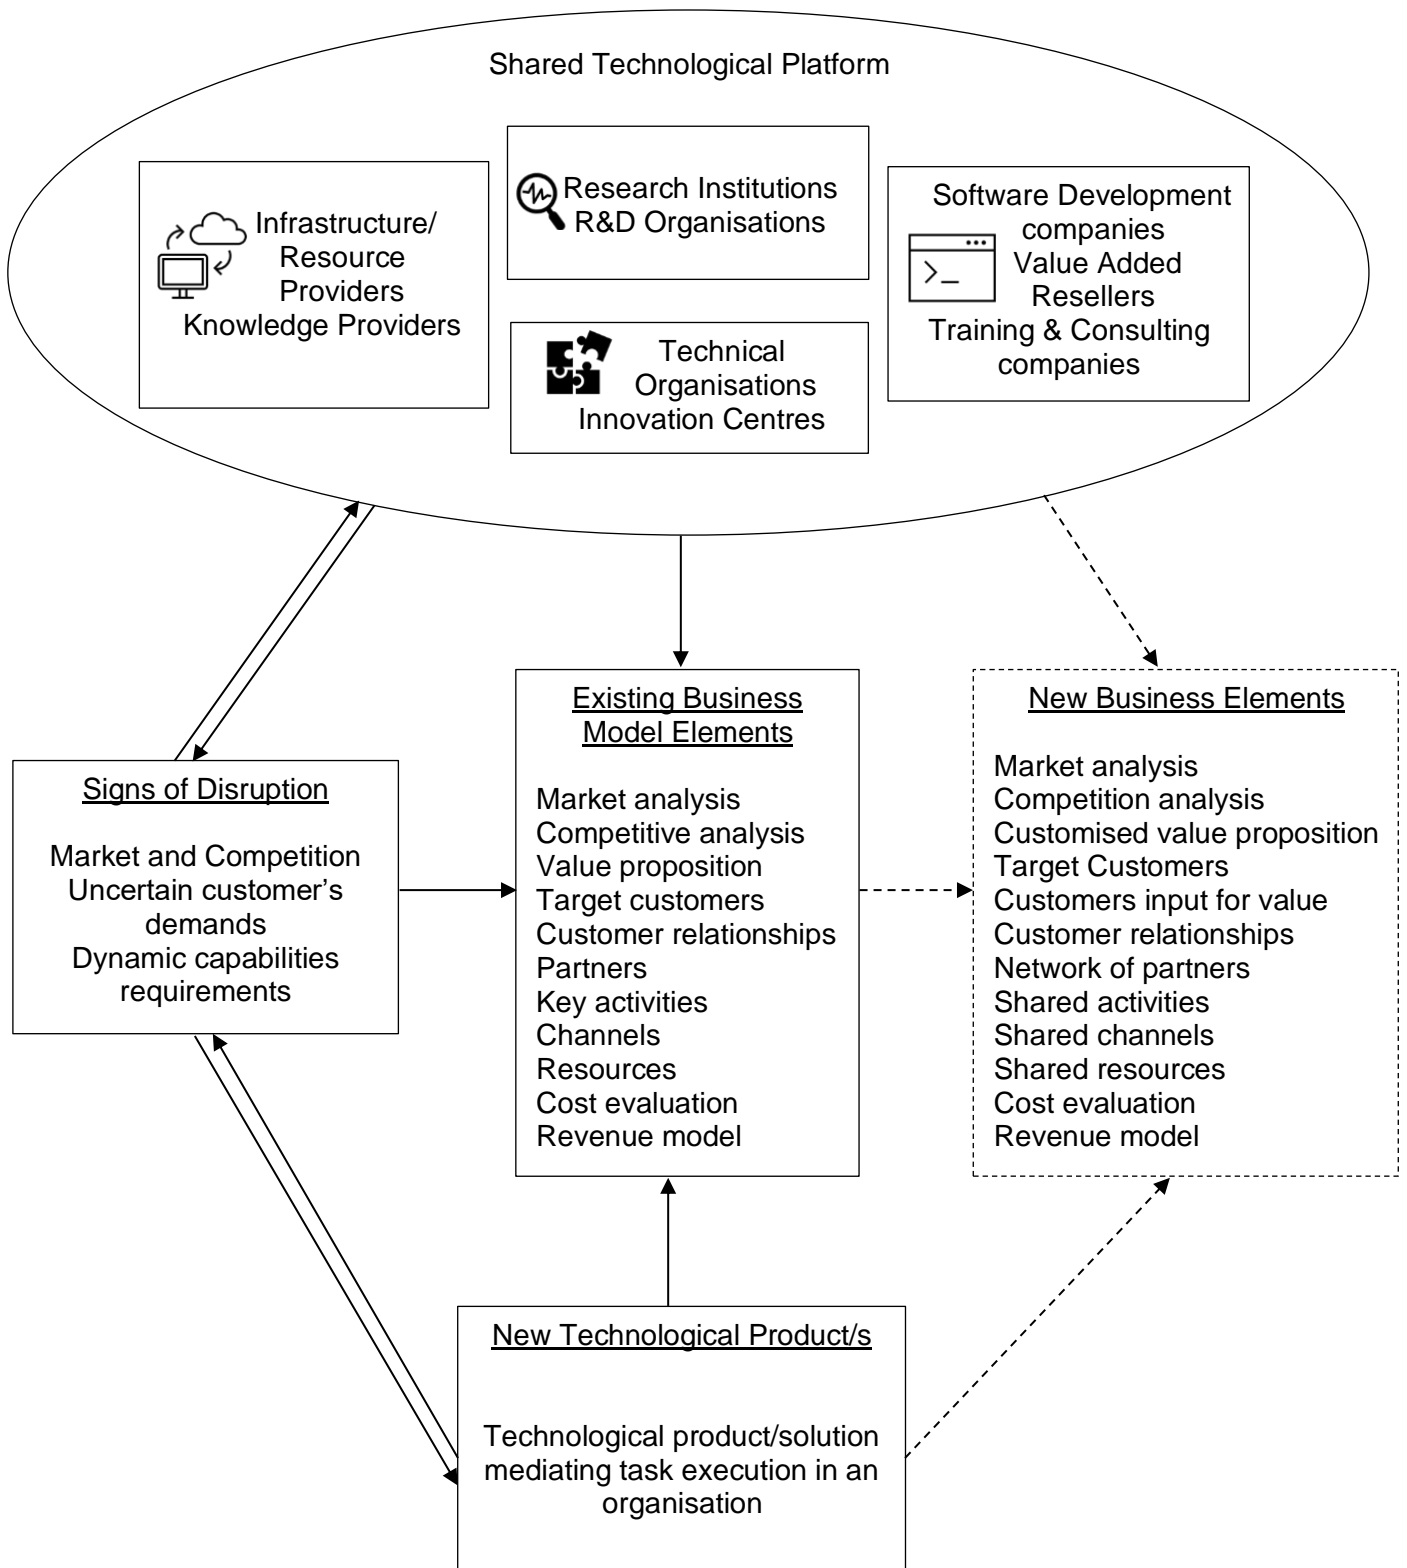 Shared Technological Platform
Infrastructure/
Resource
Providers
Knowledge Providers
Research Institutions
R&D Organisations
Technical
Organisations
Innovation Centres
Software Development
companies
Value Added
Resellers
Training & Consulting
companies
>_
Signs of Disruption
Market and Competition
Uncertain customer’s
demands
Dynamic capabilities
requirements
Existing Business
Model Elements
Market analysis
Competitive analysis
Value proposition
Target customers
Customer relationships
Partners
Key activities
Channels
Resources
Cost evaluation
Revenue model
New Business Elements
Market analysis
Competition analysis
Customised value proposition
Target Customers
Customers input for value
Customer relationships
Network of partners
Shared activities
Shared channels
Shared resources
Cost evaluation
Revenue model
New Technological Product/s
Technological product/solution
mediating task execution in an
organisation